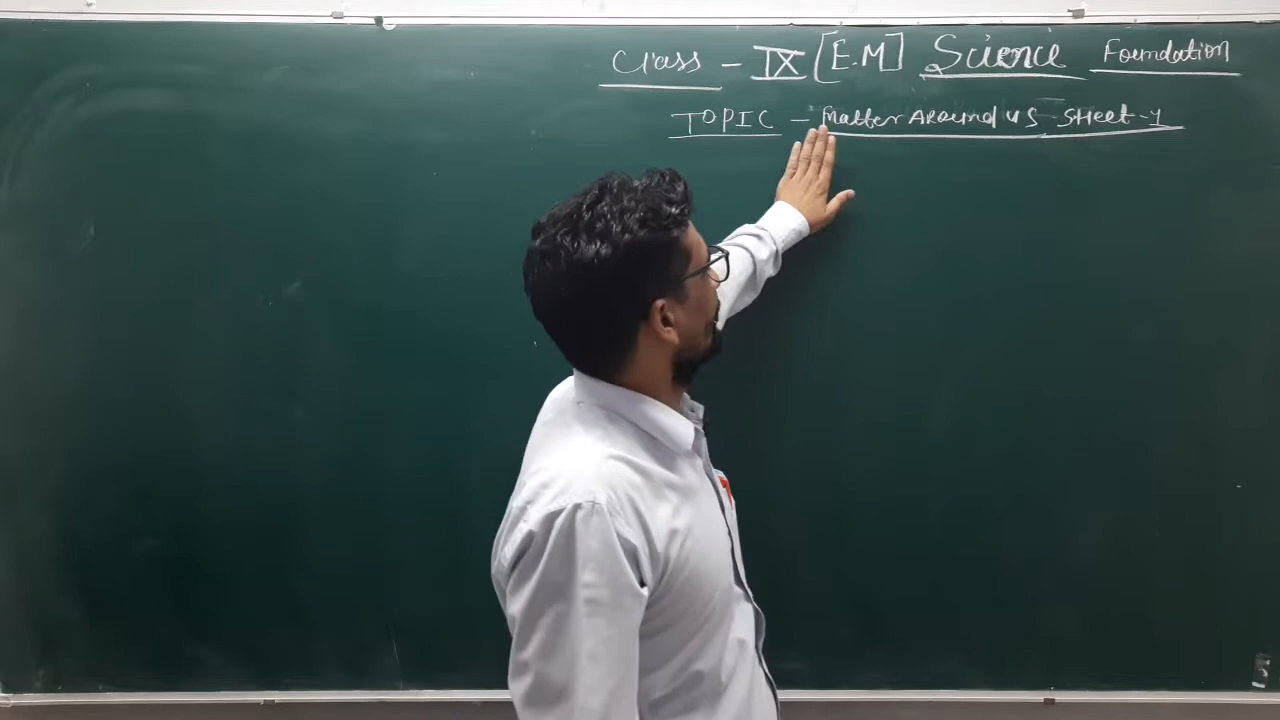 Class - IX [E.M] Science Foundation
TOPIC - Matter Around us Sheet-1